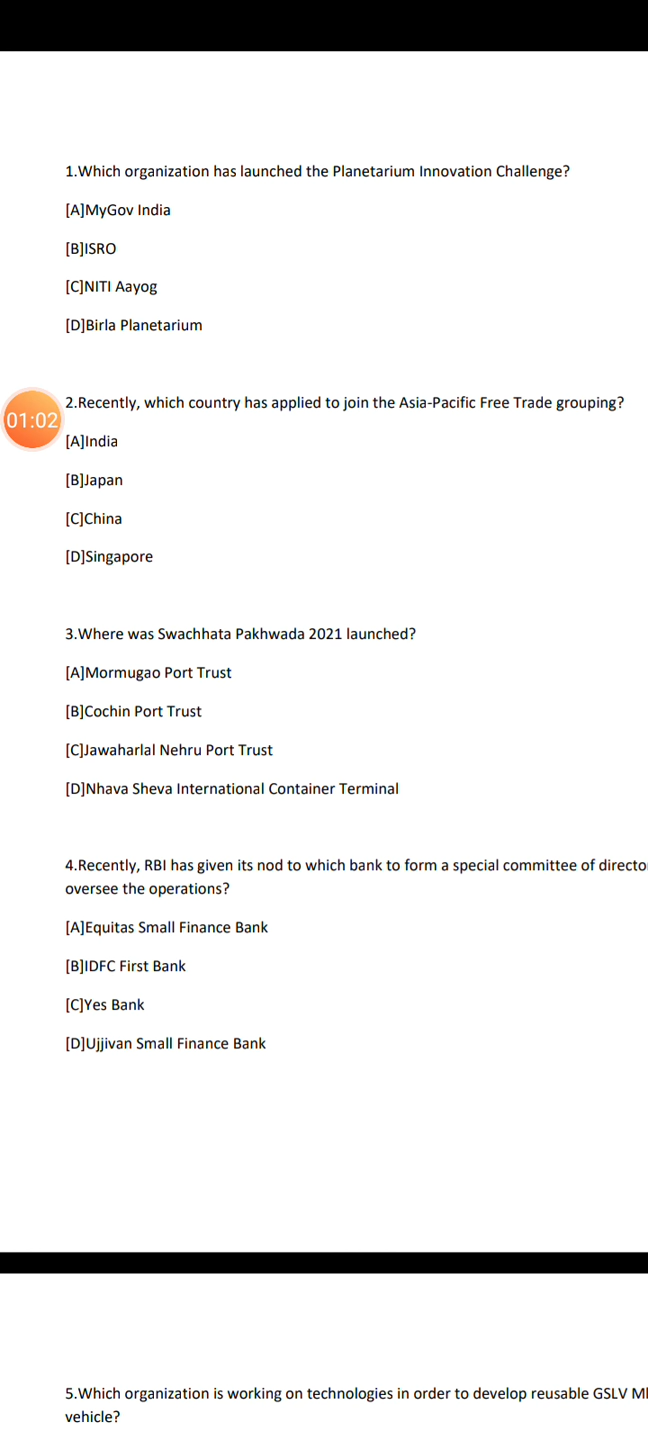 1.Which organization has launched the Planetarium Innovation Challenge?
[A]MyGov India
[B]ISRO
[C]NITI Aayog
[D]Birla Planetarium
2.Recently, which country has applied to join the Asia-Pacific Free Trade grouping?
01:02
[A]India
[B]Japan
[C]China
[D]Singapore
3.Where was Swachhata Pakhwada 2021 launched?
[A]Mormugao Port Trust
[B]Cochin Port Trust
[C]Jawaharlal Nehru Port Trust
[D]Nhava Sheva International Container Terminal
4.Recently, RBI has given its nod to which bank to form a special committee of
oversee the operations?
[A]Equitas Small Finance Bank
[B]IDFC First Bank
[C]Yes Bank
[D]Ujjivan Small Finance Bank
5.Which organization is working on technologies in order to develop reusable GSLV
vehicle?